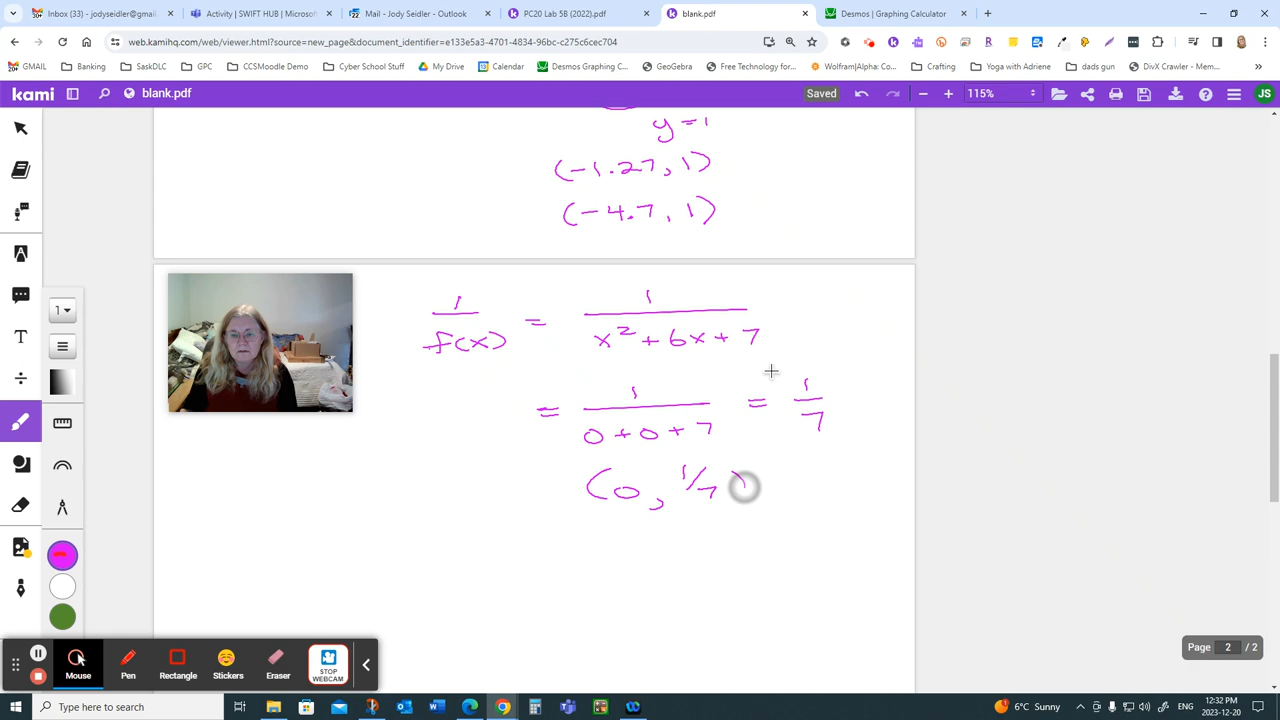 Inbox (33) - jodyseidler@gmail.
Activity | SWIFT HUB | Microsof
Mail - Jody Seidler - Outlook
PC20 Lab 5B (2022).pdf
blank.pdf
Desmos | Graphing Calculator
web.kamihq.com/web/viewer.html?source=new_page&document_identifier=e133e5a3-4701-4834-96bc-c275c6cec704
GMAIL
Banking
SaskDLC
GPC
CCSMoodle Demo
Cyber School Stuff
My Drive
Calendar
Desmos Graphing C...
GeoGebra
Free Technology for...
Wolfram|Alpha: Co...
Crafting
Yoga with Adriene
dads gun
DivX Crawler - Mem...
kami
blank.pdf
Saved
115%
JS
y = 1
(-1.27, 1)
(-4.7, 1)
1/f(x) = 1/(x² + 6x + 7)
= 1/(0 + 0 + 7) = 1/7
(0, 1/7)
1
T
Page 2 / 2
Mouse
Pen
Rectangle
Stickers
Eraser
STOP
WEBCAM
Type here to search
6°C Sunny
ENG
12:32 PM
2023-12-20